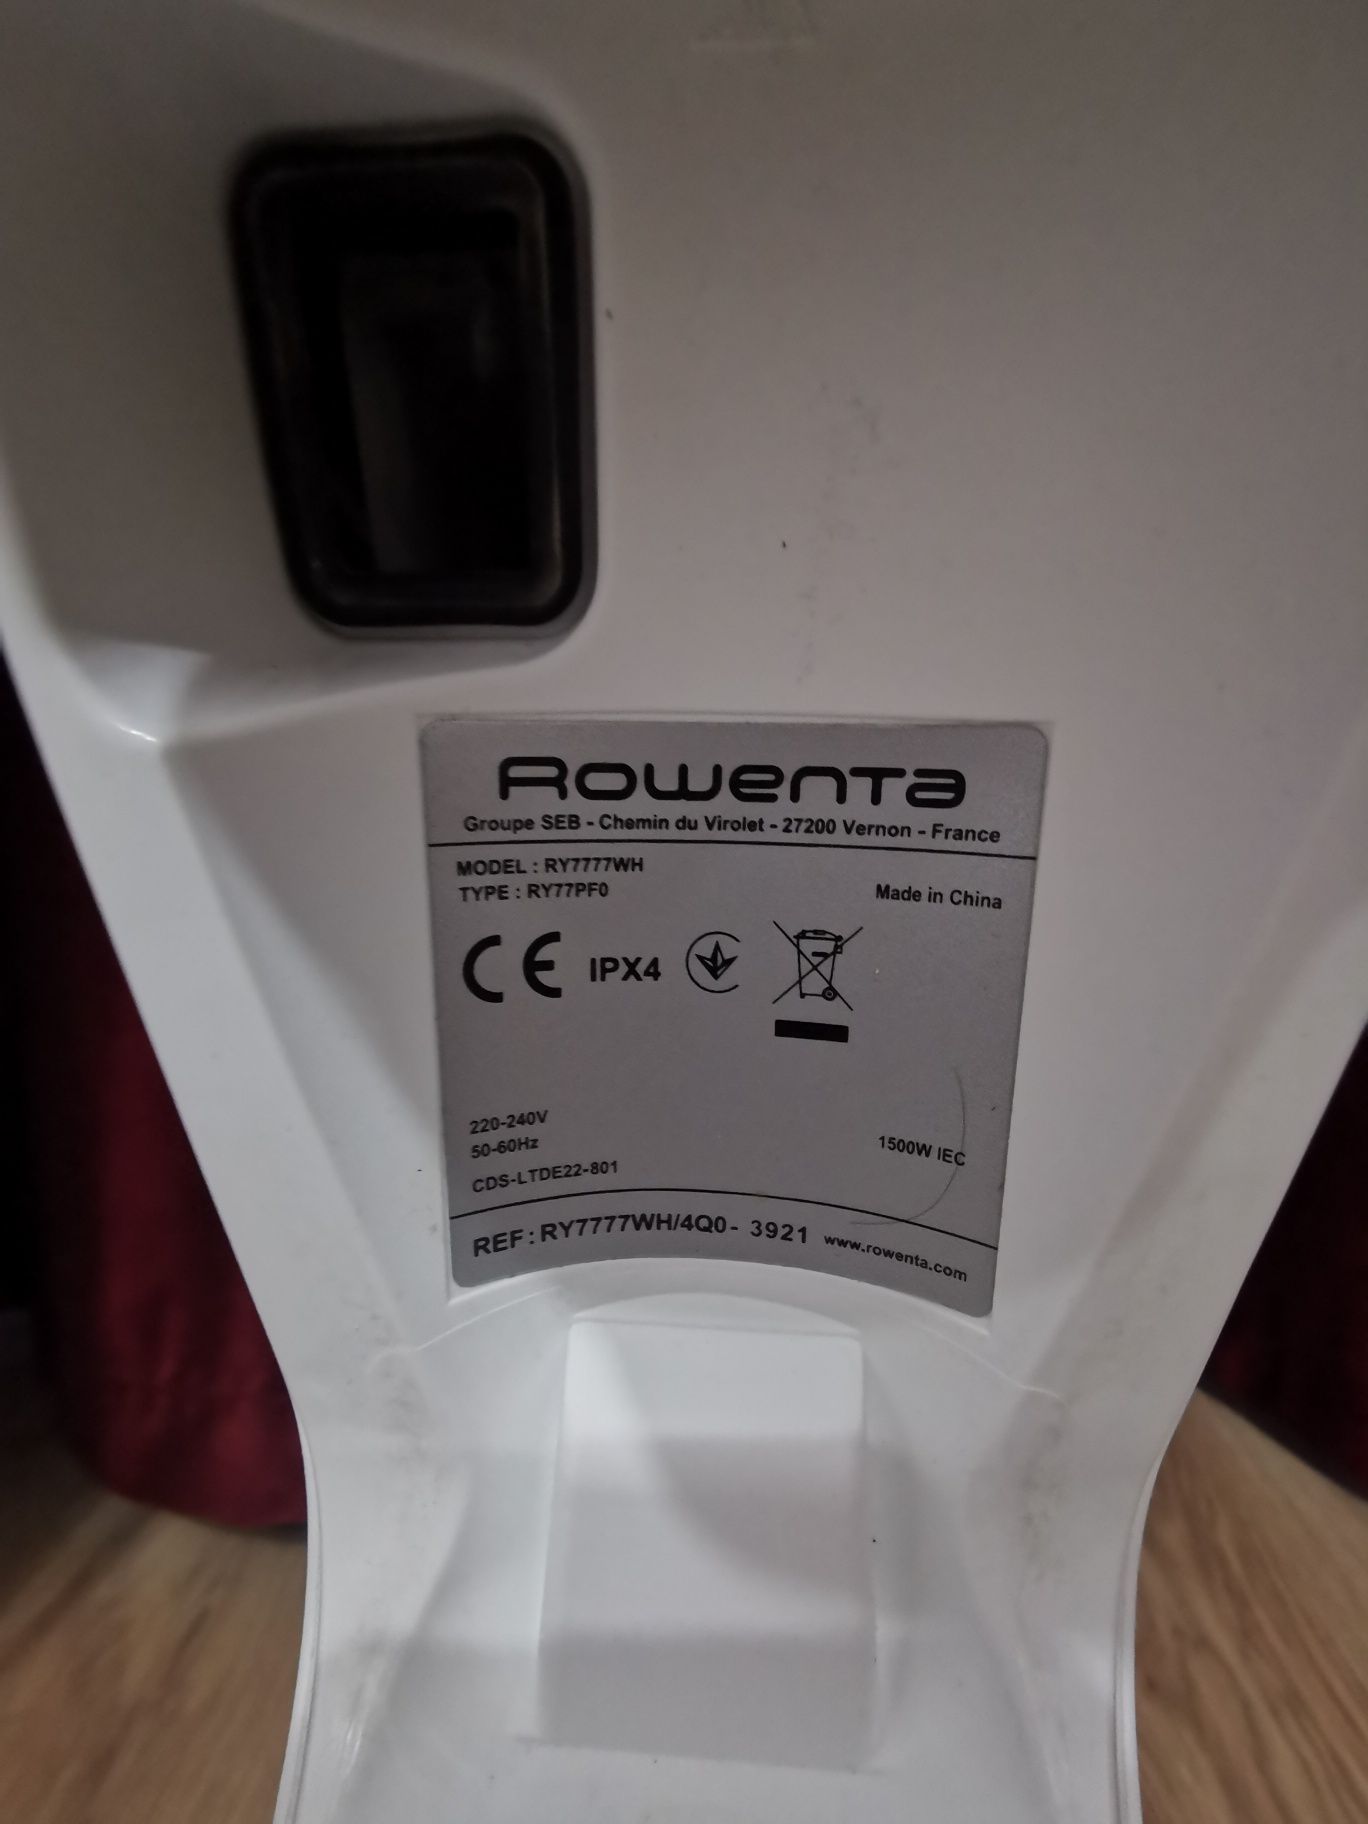 Rowenta
Groupe SEB - Chemin du Virolet - 27200 Vernon - France
MODEL : RY7777WH
TYPE : RY77PF0
Made in China
CE IPX4
220-240V
50-60Hz
1500W IEC
CDS-LTDE22-801
REF : RY7777WH/4Q0 - 3921 www.rowenta.com